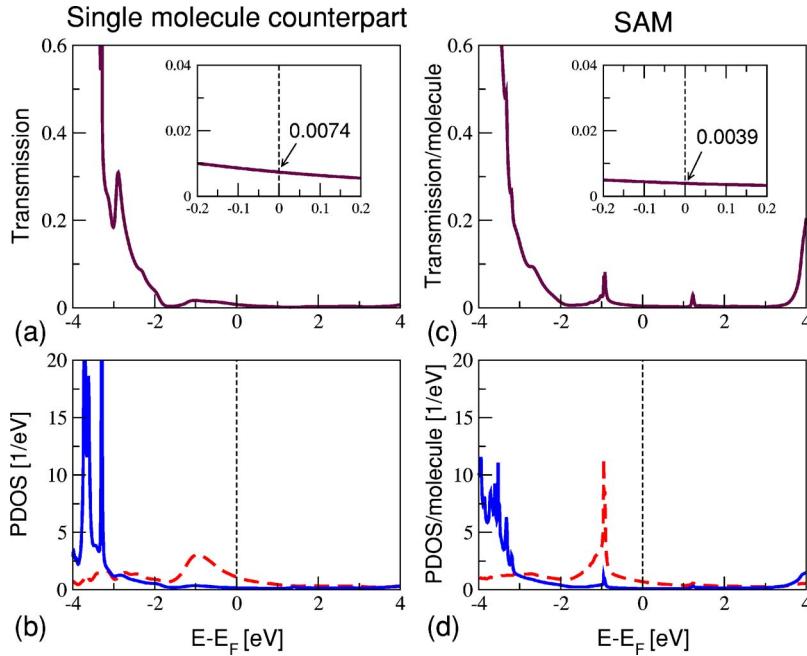 Single molecule counterpart
SAM
Transmission
0.6
0.4
0.2
0
-4 -2 0 2 4
0.04
0.02
0
-0.2 -0.1 0 0.1 0.2
0.0074
(a)
Transmission/molecule
0.6
0.4
0.2
0
-4 -2 0 2 4
0.04
0.02
0
-0.2 -0.1 0 0.1 0.2
0.0039
(c)
PDOS [1/eV]
20
15
10
5
0
-4 -2 0 2 4
(b)
E-E_F [eV]
PDOS/molecule [1/eV]
20
15
10
5
0
-4 -2 0 2 4
(d)
E-E_F [eV]